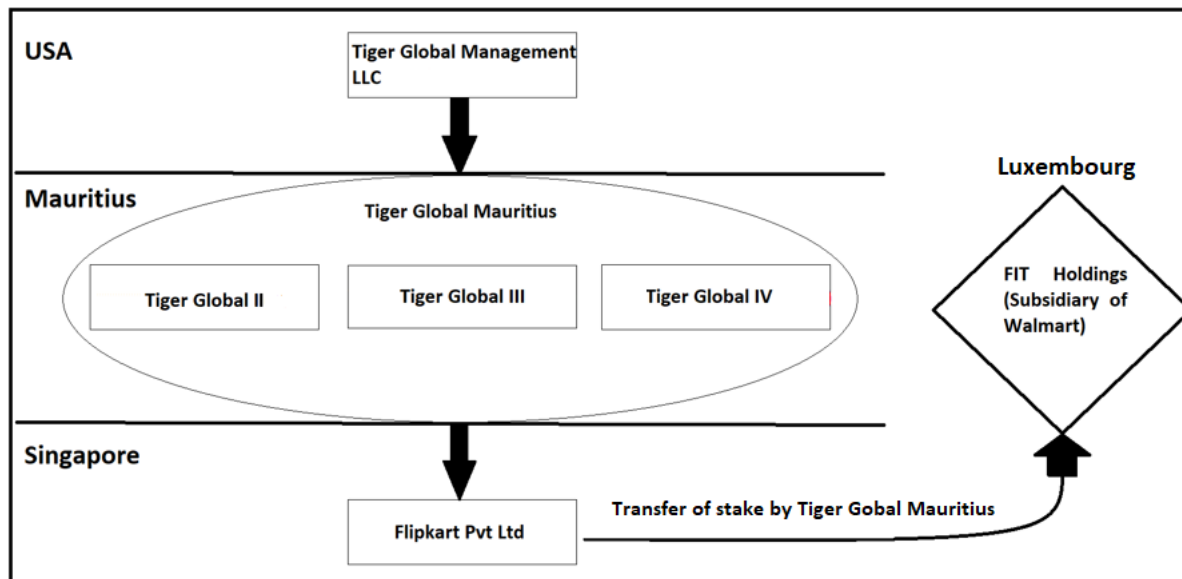 USA
Tiger Global Management
LLC
Mauritius
Luxembourg
Tiger Global Mauritius
Tiger Global II
Tiger Global III
Tiger Global IV
FIT Holdings
(Subsidiary of
Walmart)
Singapore
Transfer of stake by Tiger Gobal Mauritius
Flipkart Pvt Ltd